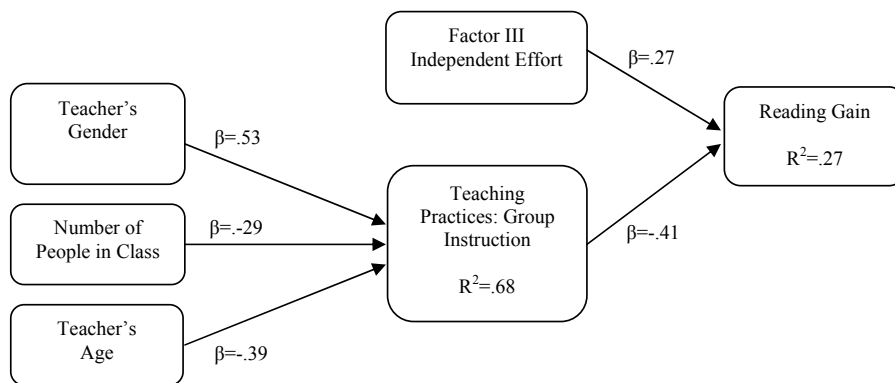 Factor III
Independent Effort
β=.27
Reading Gain
R²=.27
Teacher’s
Gender
β=.53
Number of
People in Class
β=.-29
Teacher’s
Age
β=-.39
Teaching
Practices: Group
Instruction
R²=.68
β=-.41